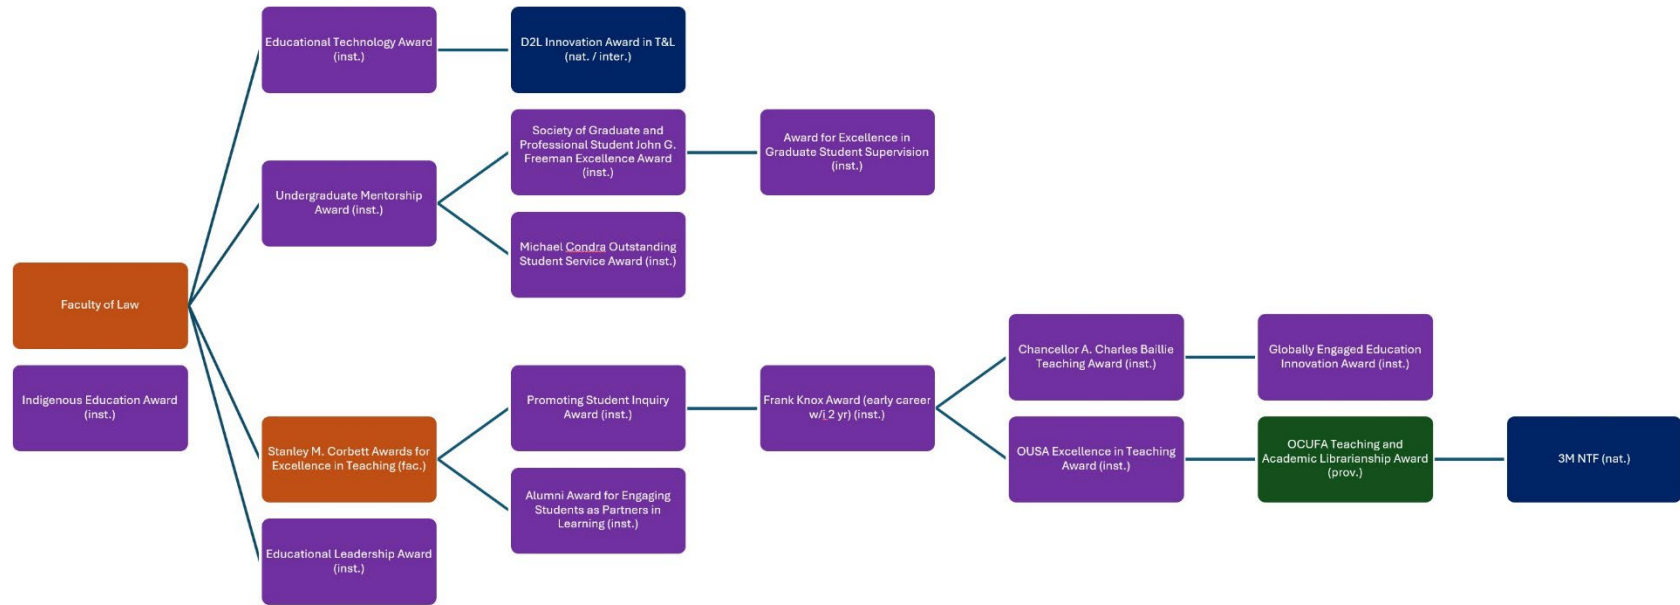 Educational Technology Award
(inst.)
D2L Innovation Award in T&L
(nat. / inter.)
Society of Graduate and
Professional Student John G.
Freeman Excellence Award
(inst.)
Award for Excellence in
Graduate Student Supervision
(inst.)
Undergraduate Mentorship
Award (inst.)
Michael Condra Outstanding
Student Service Award (inst.)
Faculty of Law
Indigenous Education Award
(inst.)
Stanley M. Corbett Awards for
Excellence in Teaching (fac.)
Promoting Student Inquiry
Award (inst.)
Frank Knox Award (early career
w/i 2 yr) (inst.)
Chancellor A. Charles Baillie
Teaching Award (inst.)
Globally Engaged Education
Innovation Award (inst.)
OUSA Excellence in Teaching
Award (inst.)
OCUFA Teaching and
Academic Librarianship Award
(prov.)
3M NTF (nat.)
Alumni Award for Engaging
Students as Partners in
Learning (inst.)
Educational Leadership Award
(inst.)